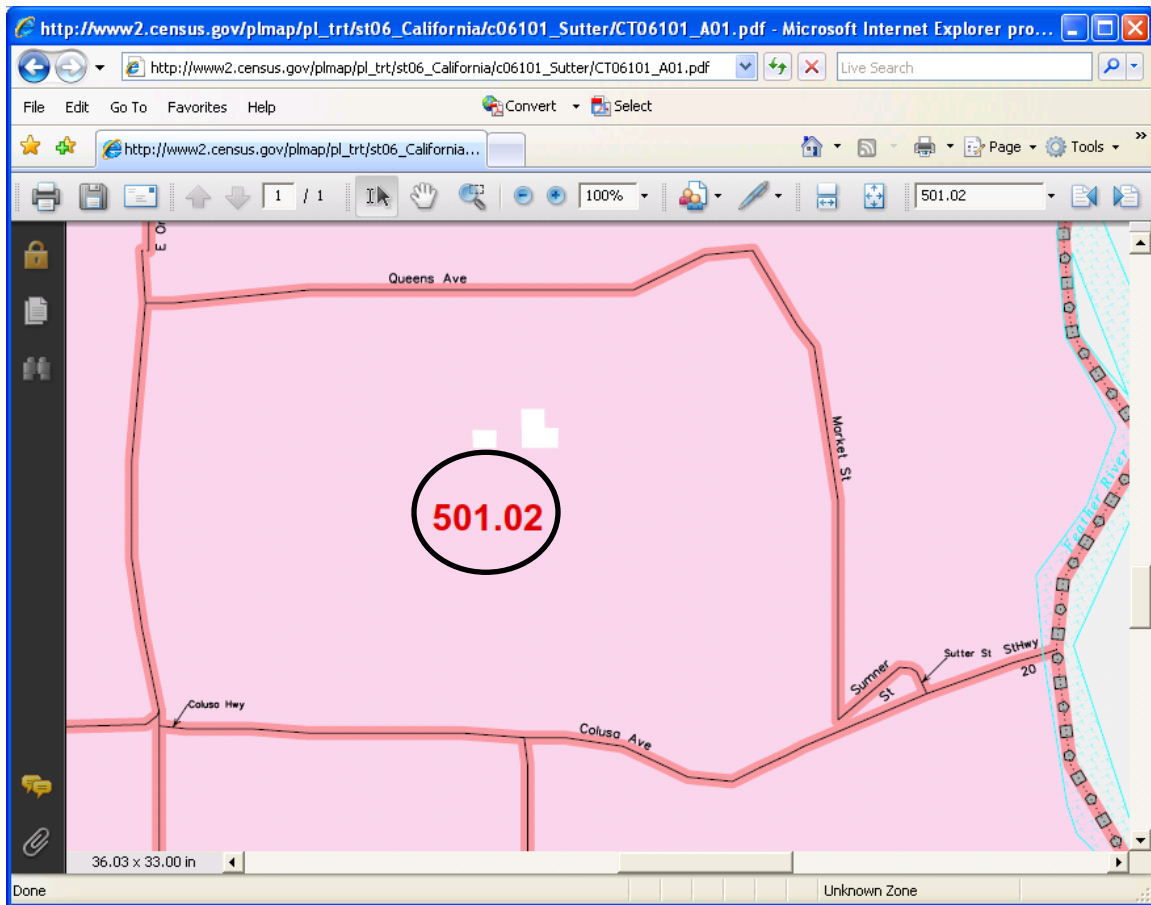 http://www2.census.gov/plmap/pl_trt/st06_California/c06101_Sutter/CT06101_A01.pdf - Microsoft Internet Explorer pro...
http://www2.census.gov/plmap/pl_trt/st06_California/c06101_Sutter/CT06101_A01.pdf
Live Search
File Edit Go To Favorites Help
Convert Select
http://www2.census.gov/plmap/pl_trt/st06_California...
Page Tools »
1 / 1 100% 501.02
E Or
Queens Ave
Market St
501.02
Feather River
Sumner St
Sutter St
StHwy 20
Colusa Hwy
Colusa Ave
36.03 x 33.00 in
Done
Unknown Zone